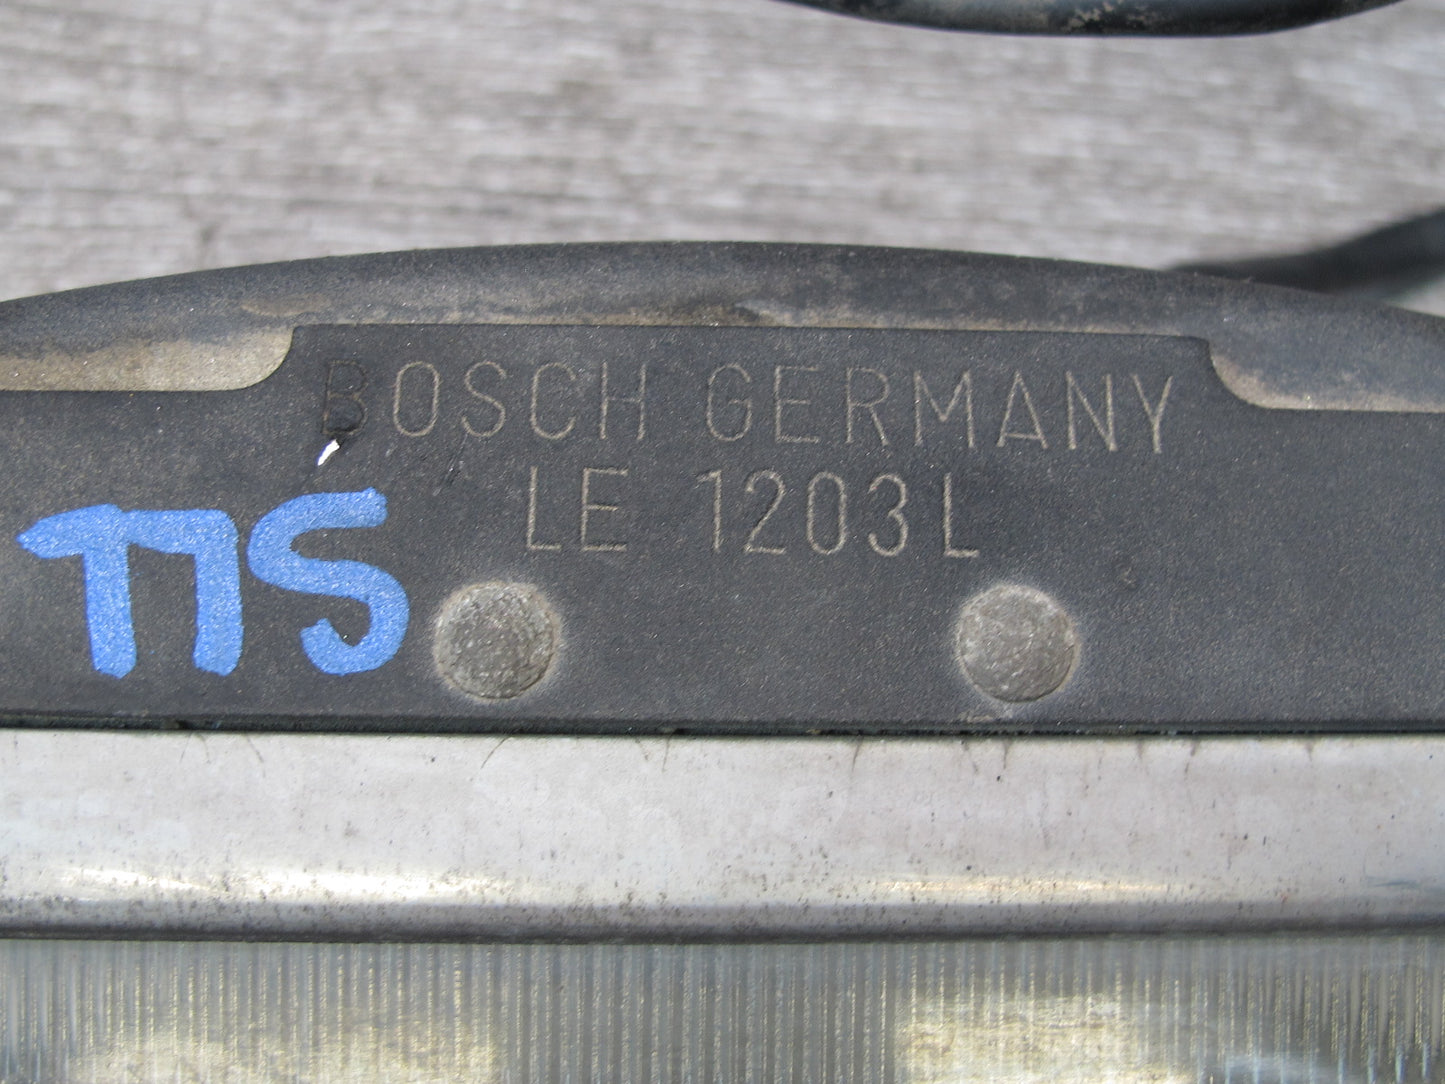 BOSCH GERMANY
LE 1203L
775